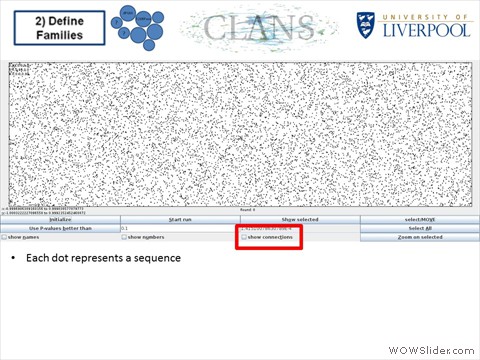 2) Define
Families
CLANS
UNIVERSITY OF
LIVERPOOL
Round 0
Initialize Start run Show selected select/MOVE
Use P-values better than 0.1 Select All
show names show numbers show connections Zoom on selected
• Each dot represents a sequence
WOWSlider.com